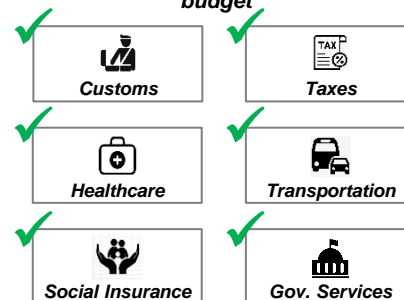 budget
Customs
TAX
Taxes
Healthcare
Transportation
Social Insurance
Gov. Services